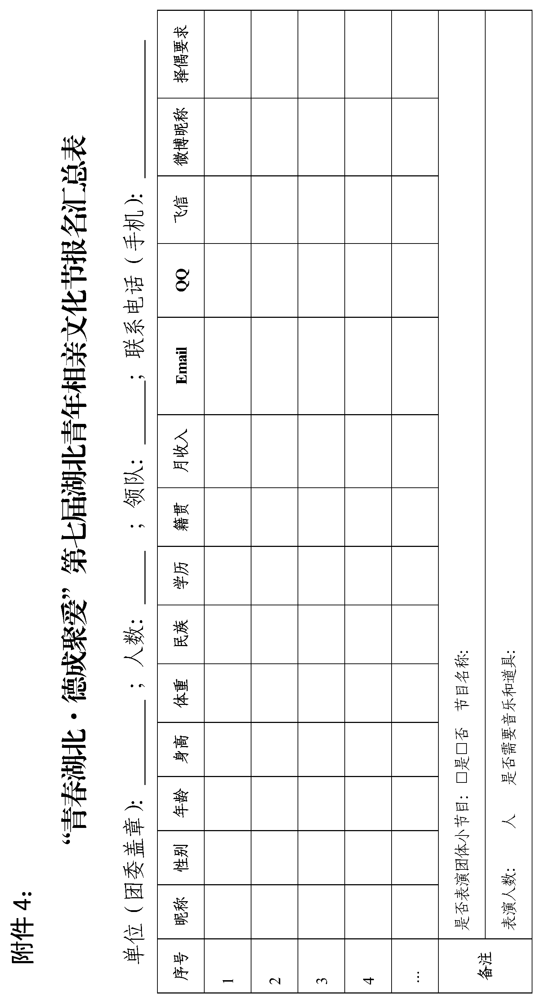 附件 4：
“青春湖北·德成聚爱” 第七届湖北青年相亲文化节报名汇总表
单位（团委盖章）：________；人数：________；领队：________；联系电话（手机）：________
序号 昵称 性别 年龄 身高 体重 民族 学历 籍贯 月收入 Email QQ 飞信 微博昵称 择偶要求
1
2
3
4
…
备注 是否表演团体小节目：□是□否 节目名称：
表演人数： 人 是否需要音乐和道具：